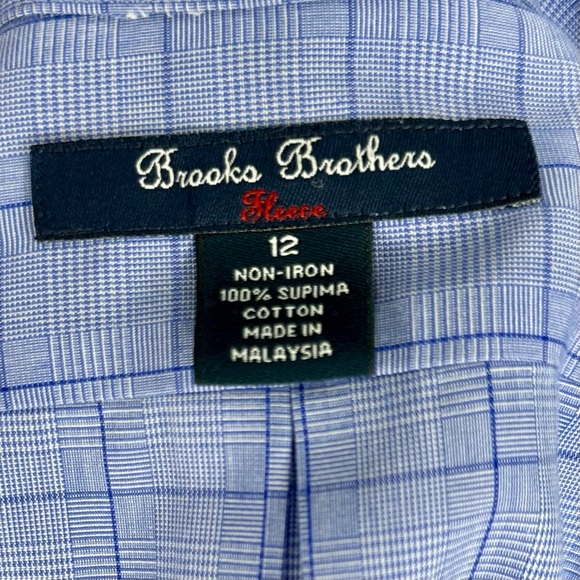 Brooks Brothers
Fleece
12
NON-IRON
100% SUPIMA
COTTON
MADE IN
MALAYSIA